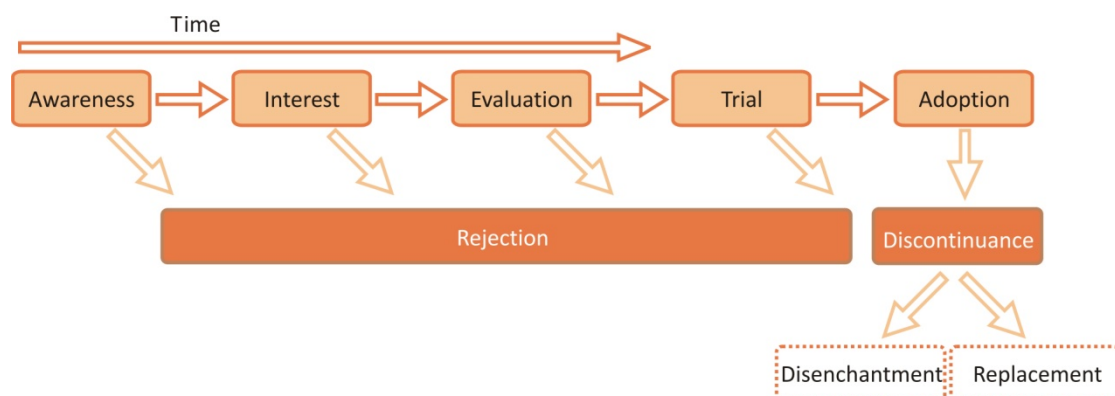 Time
Awareness
Interest
Evaluation
Trial
Adoption
Rejection
Discontinuance
Disenchantment
Replacement